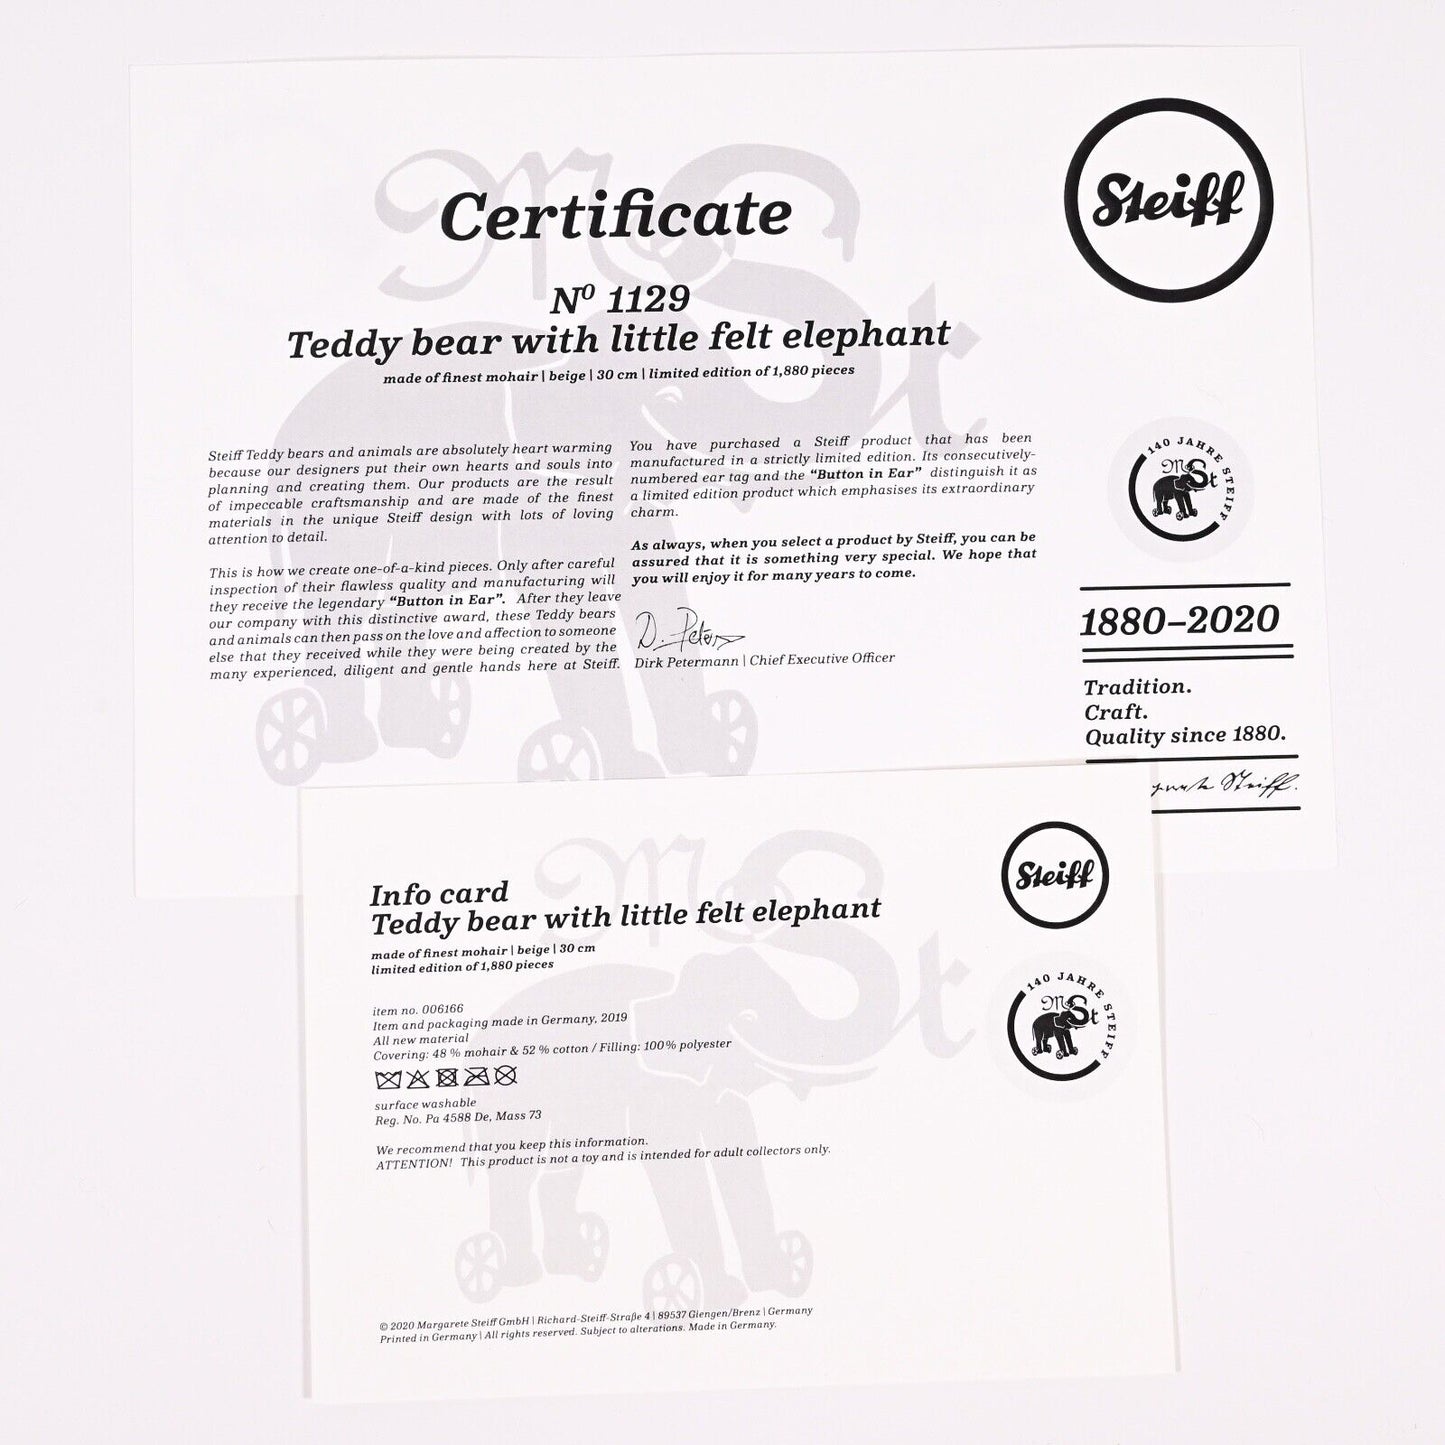 Certificate
Nº 1129
Teddy bear with little felt elephant
made of finest mohair | beige | 30 cm | limited edition of 1,880 pieces
Steiff Teddy bears and animals are absolutely heart warming
because our designers put their own hearts and souls into
planning and creating them. Our products are the result
of impeccable craftsmanship and are made of the finest
materials in the unique Steiff design with lots of loving
attention to detail.
This is how we create one-of-a-kind pieces. Only after careful
inspection of their flawless quality and manufacturing will
they receive the legendary “Button in Ear”. After they leave
our company with this distinctive award, these Teddy bears
and animals can then pass on the love and affection to someone
else that they received while they were being created by the
many experienced, diligent and gentle hands here at Steiff.
You have purchased a Steiff product that has been
manufactured in a strictly limited edition. Its consecutively-
numbered ear tag and the “Button in Ear” distinguish it as
a limited edition product which emphasises its extraordinary
charm.
As always, when you select a product by Steiff, you can be
assured that it is something very special. We hope that
you will enjoy it for many years to come.
D. Peterm
Dirk Petermann | Chief Executive Officer
Steiff
140 JAHRE STEIFF
MSt
1880–2020
Tradition.
Craft.
Quality since 1880.
Steiff.
MSt
Info card
Teddy bear with little felt elephant
made of finest mohair | beige | 30 cm
limited edition of 1,880 pieces
item no. 006166
Item and packaging made in Germany, 2019
All new material
Covering: 48 % mohair & 52 % cotton / Filling: 100% polyester
surface washable
Reg. No. Pa 4588 De, Mass 73
We recommend that you keep this information.
ATTENTION! This product is not a toy and is intended for adult collectors only.
© 2020 Margarete Steiff GmbH | Richard-Steiff-Straße 4 | 89537 Giengen/Brenz | Germany
Printed in Germany | All rights reserved. Subject to alterations. Made in Germany.
Steiff
140 JAHRE STEIFF
MSt
MSt